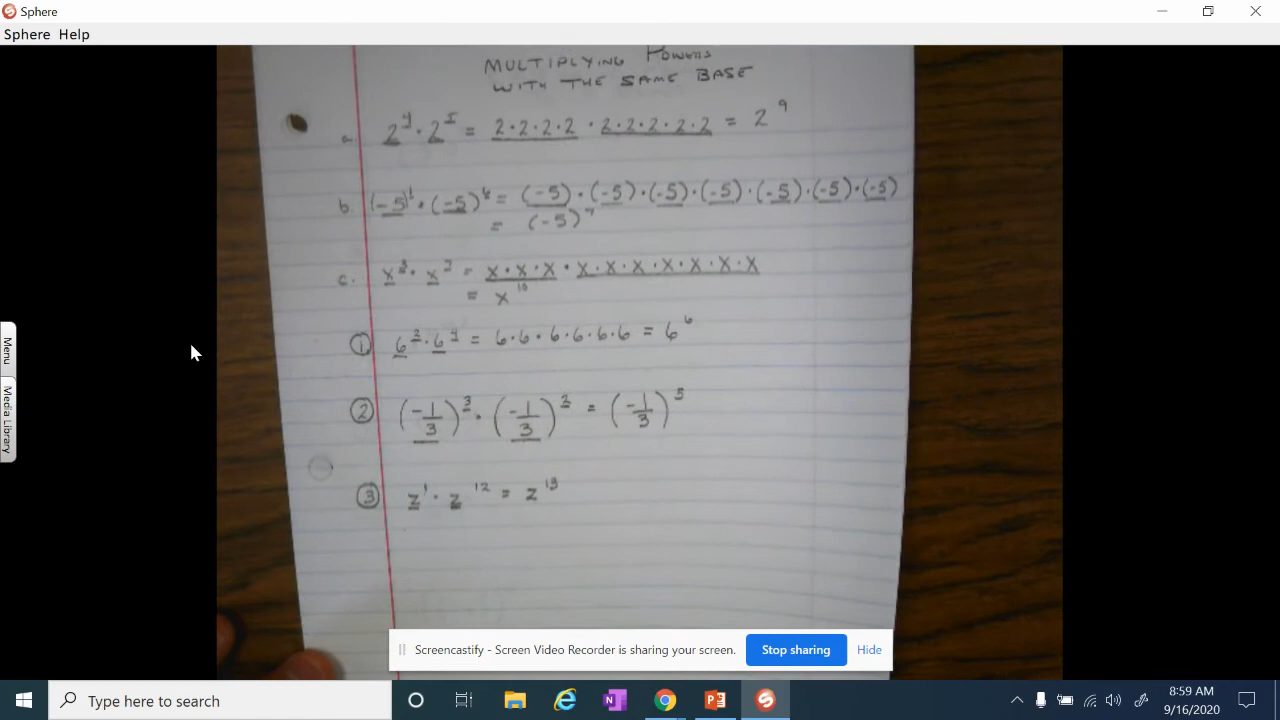 Sphere
Sphere Help
MULTIPLYING POWERS
WITH THE SAME BASE
a. 2⁴ · 2⁵ = 2·2·2·2 · 2·2·2·2·2 = 2⁹
b. (-5)¹ · (-5)⁶ = (-5)·(-5)·(-5)·(-5)·(-5)·(-5)·(-5)
= (-5)⁷
c. x³ · x⁷ = x·x·x · x·x·x·x·x·x·x
= x¹⁰
① 6² · 6⁴ = 6·6·6·6·6·6 = 6⁶
② (-1/3)³ · (-1/3)² = (-1/3)⁵
③ z¹ · z¹² = z¹³
Menu
Media Library
Screencastify - Screen Video Recorder is sharing your screen. Stop sharing Hide
Type here to search
8:59 AM
9/16/2020